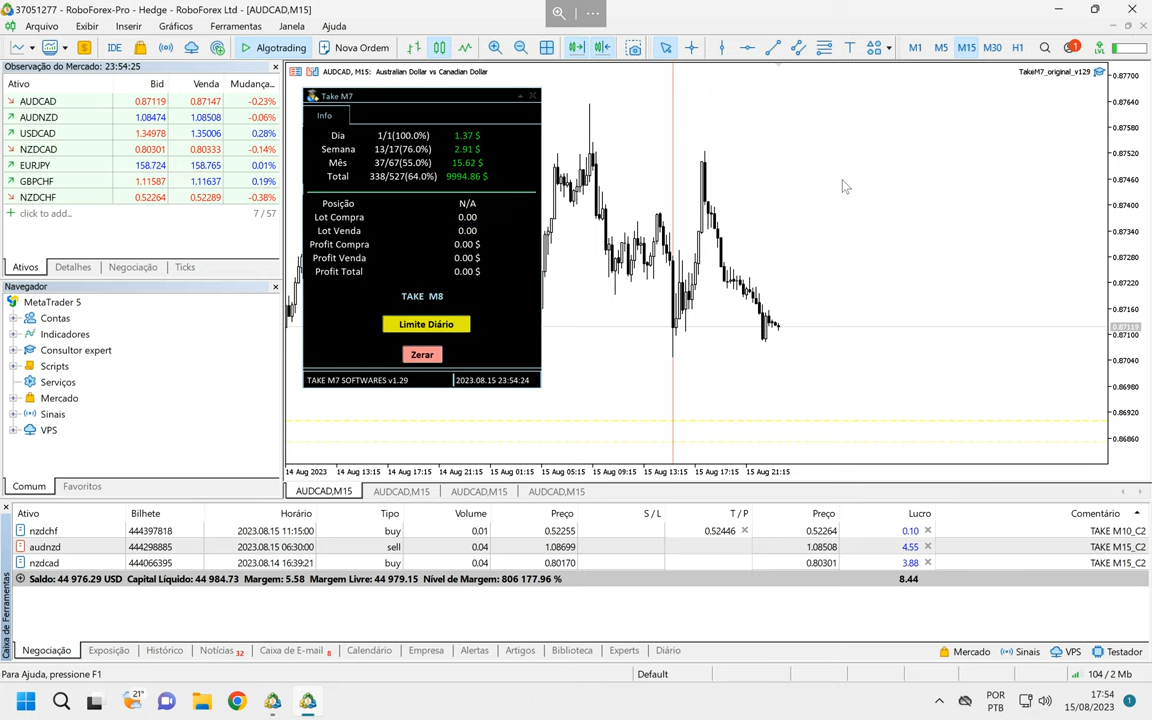 37051277 - RoboForex-Pro - Hedge - RoboForex Ltd - [AUDCAD,M15]
Arquivo Exibir Inserir Gráficos Ferramentas Janela Ajuda
IDE Algotrading Nova Ordem M1 M5 M15 M30 H1 1 LVL
Observação do Mercado: 23:54:25
Ativo Bid Venda Mudança...
AUDCAD 0.87119 0.87147 -0.23%
AUDNZD 1.08474 1.08508 -0.06%
USDCAD 1.34978 1.35006 0.28%
NZDCAD 0.80301 0.80333 -0.14%
EURJPY 158.724 158.765 0.01%
GBPCHF 1.11587 1.11637 0.19%
NZDCHF 0.52264 0.52289 -0.38%
click to add... 7 / 57
Ativos Detalhes Negociação Ticks
Navegador
MetaTrader 5
Contas
Indicadores
Consultor expert
Scripts
Serviços
Mercado
Sinais
VPS
Comum Favoritos
AUDCAD, M15: Australian Dollar vs Canadian Dollar
TakeM7_original_v129
Take M7
Info
Dia 1/1(100.0%) 1.37 $
Semana 13/17(76.0%) 2.91 $
Mês 37/67(55.0%) 15.62 $
Total 338/527(64.0%) 9994.86 $
Posição N/A
Lot Compra 0.00
Lot Venda 0.00
Profit Compra 0.00 $
Profit Venda 0.00 $
Profit Total 0.00 $
TAKE M8
Limite Diário
Zerar
TAKE M7 SOFTWARES v1.29 2023.08.15 23:54:24
0.87700
0.87640
0.87580
0.87520
0.87460
0.87400
0.87340
0.87280
0.87220
0.87160
0.87119
0.87100
0.87040
0.86980
0.86920
0.86860
14 Aug 2023 14 Aug 13:15 14 Aug 17:15 14 Aug 21:15 15 Aug 01:15 15 Aug 05:15 15 Aug 09:15 15 Aug 13:15 15 Aug 17:15 15 Aug 21:15
AUDCAD,M15 AUDCAD,M15 AUDCAD,M15 AUDCAD,M15
Ativo Bilhete Horário Tipo Volume Preço S / L T / P Preço Lucro Comentário
nzdchf 444397818 2023.08.15 11:15:00 buy 0.01 0.52255 0.52446 0.52264 0.10 TAKE M10_C2
audnzd 444298885 2023.08.15 06:30:00 sell 0.04 1.08699 1.08508 4.55 TAKE M15_C2
nzdcad 444066395 2023.08.14 16:39:21 buy 0.04 0.80170 0.80301 3.88 TAKE M15_C2
Saldo: 44 976.29 USD Capital Líquido: 44 984.73 Margem: 5.58 Margem Livre: 44 979.15 Nível de Margem: 806 177.96 % 8.44
Caixa de Ferramentas
Negociação Exposição Histórico Notícias 32 Caixa de E-mail 8 Calendário Empresa Alertas Artigos Biblioteca Experts Diário
Mercado Sinais VPS Testador
Para Ajuda, pressione F1 Default 104 / 2 Mb
21° POR PTB 17:54 15/08/2023 1